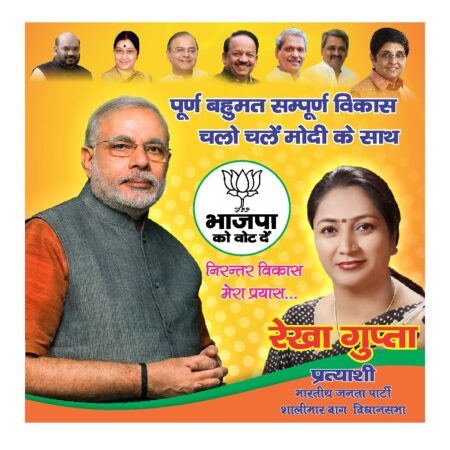 पूर्ण बहुमत सम्पूर्ण विकास
चलो चलें मोदी के साथ
भाजपा
को वोट दें
निरन्तर विकास
मेरा प्रयास...
रेखा गुप्ता
प्रत्याशी
भारतीय जनता पार्टी
शालीमार बाग विधानसभा